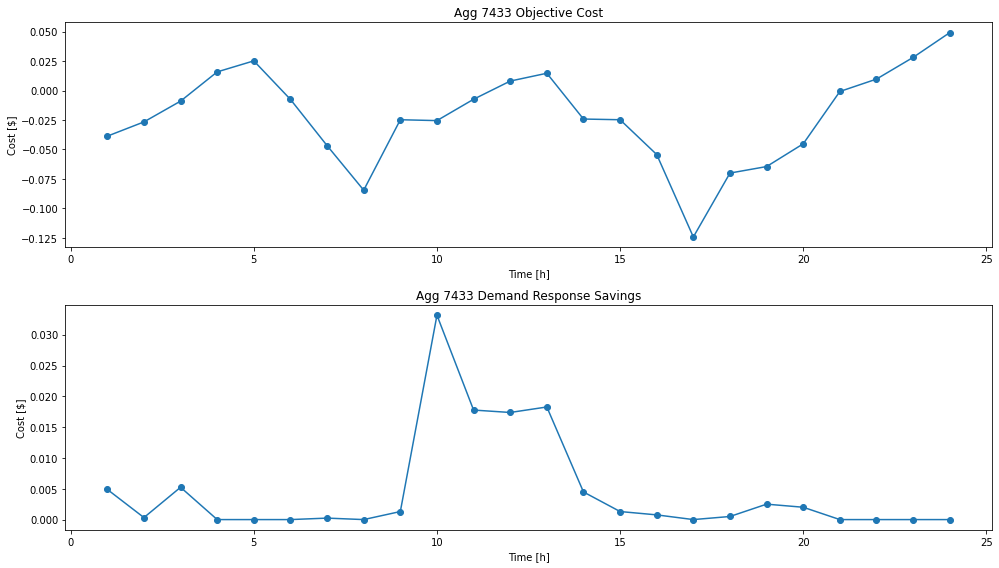 Agg 7433 Objective Cost
Cost [$]
0.050
0.025
0.000
−0.025
−0.050
−0.075
−0.100
−0.125
0 5 10 15 20 25
Time [h]
Agg 7433 Demand Response Savings
Cost [$]
0.030
0.025
0.020
0.015
0.010
0.005
0.000
0 5 10 15 20 25
Time [h]